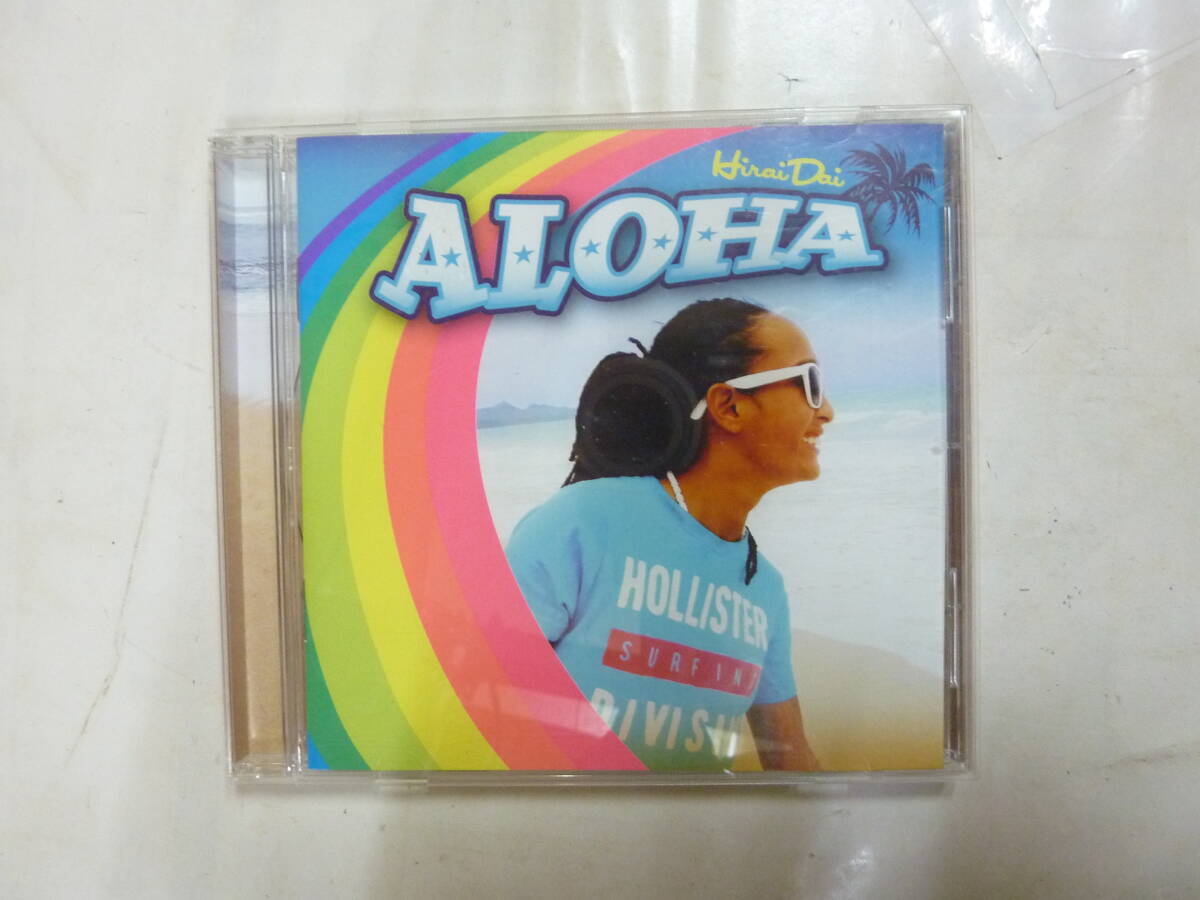 Hirai Dai
ALOHA
HOLLISTER
SURFIN
DIVISI